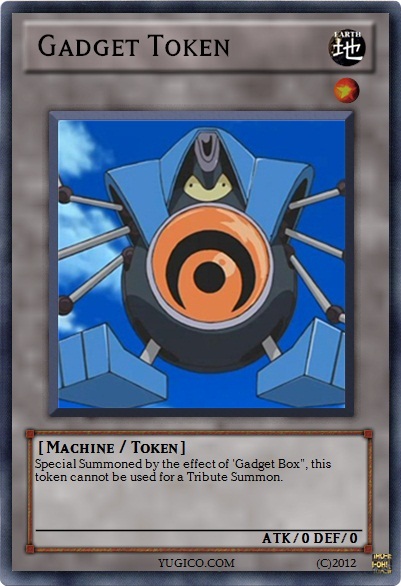 GADGET TOKEN
EARTH
地
[MACHINE / TOKEN]
Special Summoned by the effect of 'Gadget Box", this
token cannot be used for a Tribute Summon.
ATK/0 DEF/0
YUGICO.COM
(C)2012